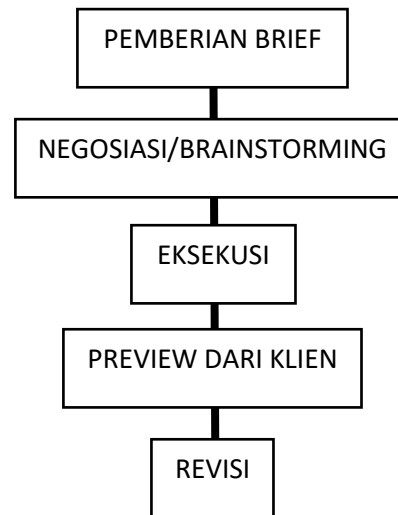 PEMBERIAN BRIEF
NEGOSIASI/BRAINSTORMING
EKSEKUSI
PREVIEW DARI KLIEN
REVISI